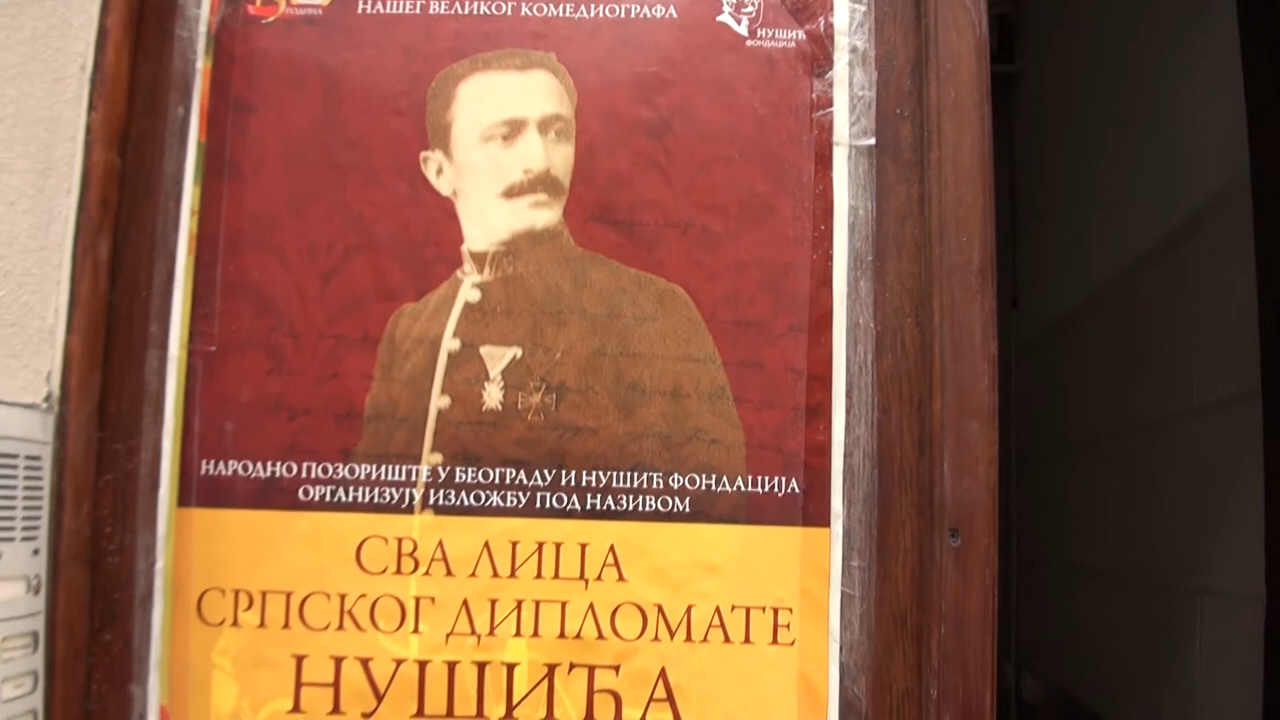 ГОДИНА
НАШЕГ ВЕЛИКОГ КОМЕДИОГРАФА
НУШИЋ
ФОНДАЦИЈА
НАРОДНО ПОЗОРИШТЕ У БЕОГРАДУ И НУШИЋ ФОНДАЦИЈА
ОРГАНИЗУЈУ ИЗЛОЖБУ ПОД НАЗИВОМ
СВА ЛИЦА
СРПСКОГ ДИПЛОМАТЕ
НУШИЋА